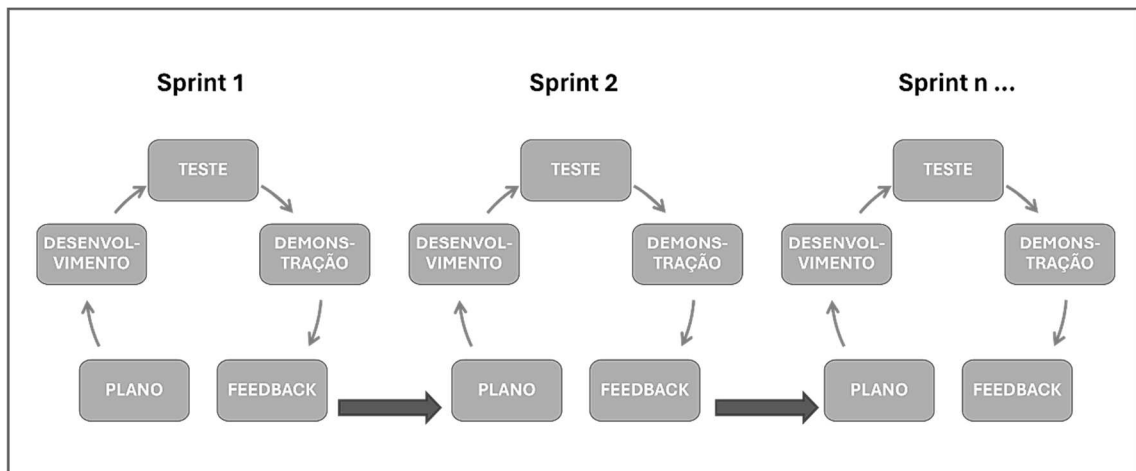 Sprint 1
TESTE
DESENVOL-
VIMENTO
DEMONS-
TRAÇÃO
PLANO
FEEDBACK
Sprint 2
TESTE
DESENVOL-
VIMENTO
DEMONS-
TRAÇÃO
PLANO
FEEDBACK
Sprint n ...
TESTE
DESENVOL-
VIMENTO
DEMONS-
TRAÇÃO
PLANO
FEEDBACK